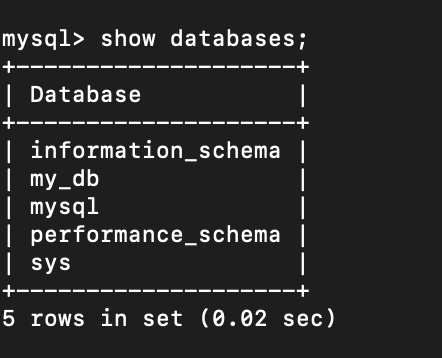 mysql> show databases;
+--------------------+
| Database           |
+--------------------+
| information_schema |
| my_db              |
| mysql              |
| performance_schema |
| sys                |
+--------------------+
5 rows in set (0.02 sec)